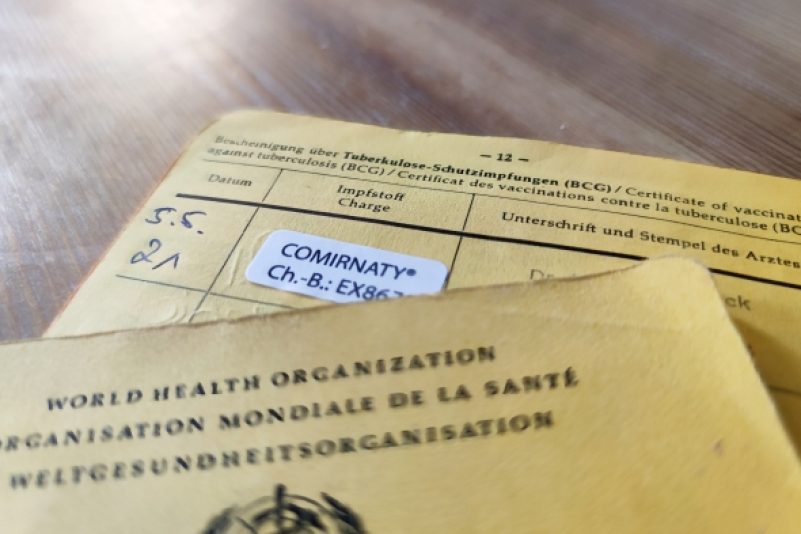 – 12 –
Bescheinigung über Tuberkulose-Schutzimpfungen (BCG) / Certificate of
against tuberculosis (BCG) / Certificat des vaccinations contre la tuberculose
Datum
Impfstoff
Charge
Unterschrift und Stempel des Arztes
5.5.
21
COMIRNATY®
Ch.-B.: EX86
WORLD HEALTH ORGANIZATION
ORGANISATION MONDIALE DE LA SANTÉ
WELTGESUNDHEITSORGANISATION